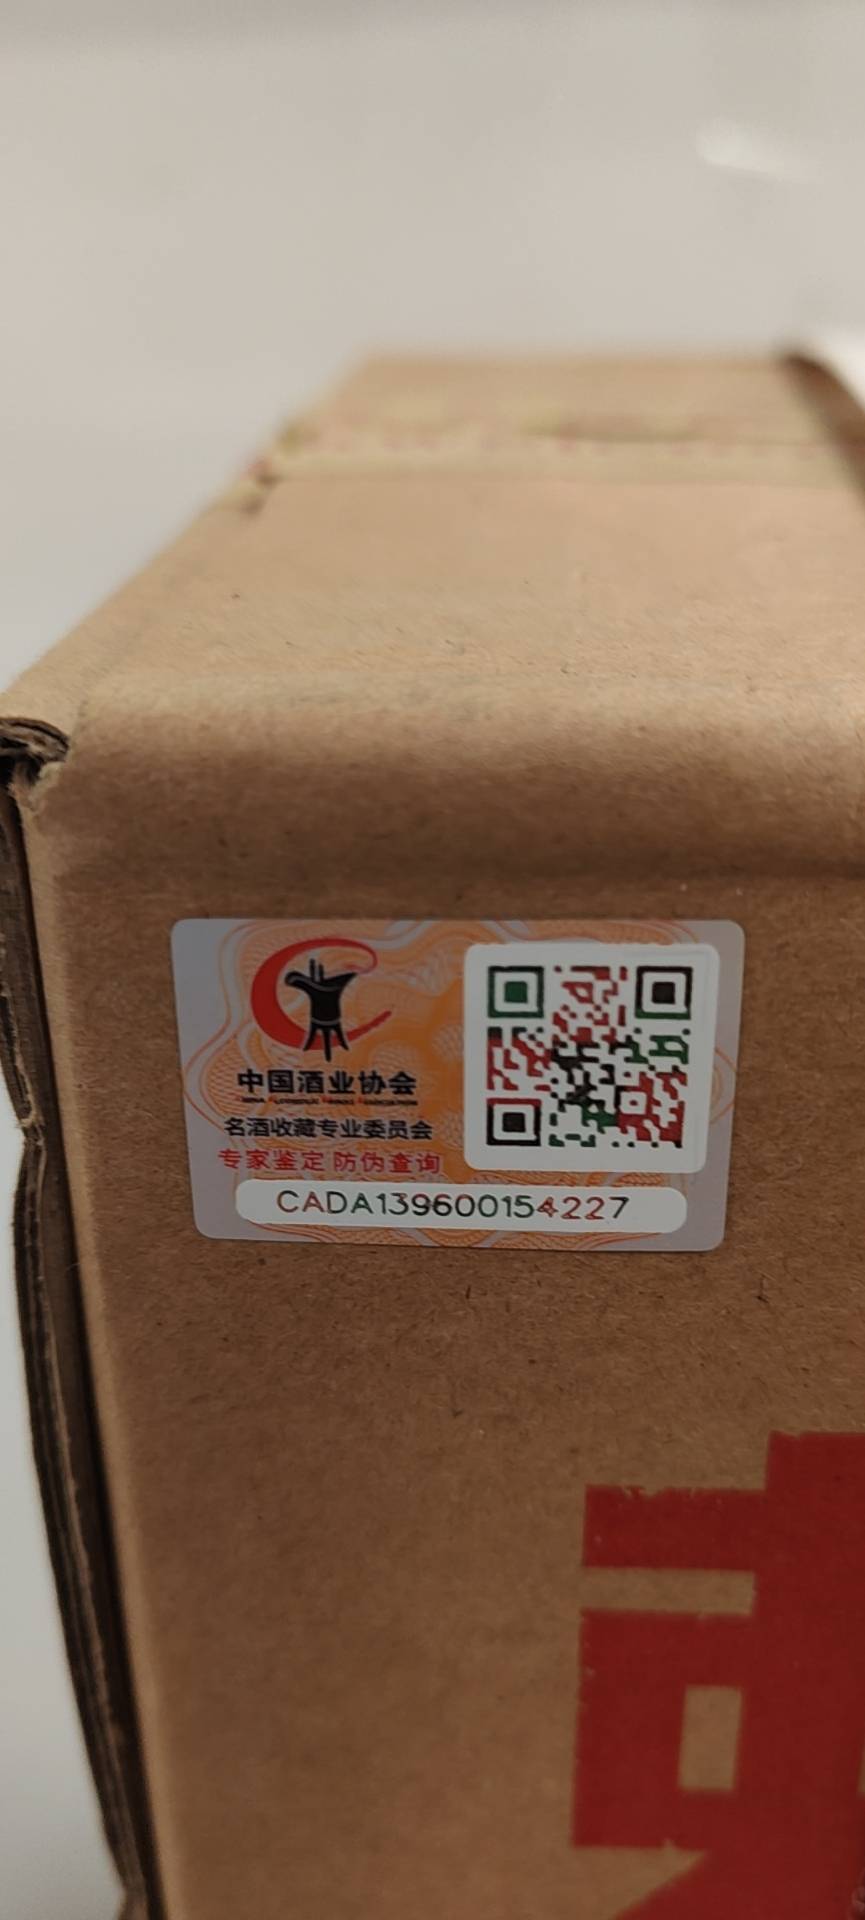 中国酒业协会
名酒收藏专业委员会
专家鉴定 防伪查询
CADA139600154227